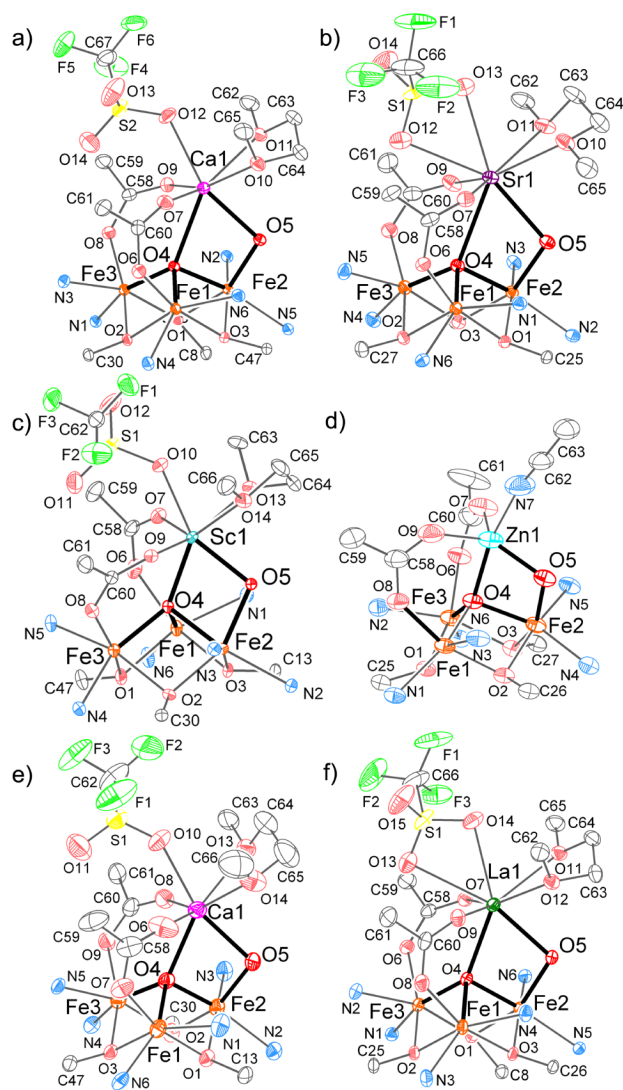 a)
F6
C67
F5
F4
O13
S2
O12
C62
C63
C65
O14
O11
C59
O9
Ca1
O10
C64
C61
C58
O7
C60
O5
O8
O6
O4
N2
Fe3
Fe1
Fe2
N3
N6
N1
O2
O1
O3
N5
C30
N4
C8
C47
b)
F1
O14
C66
O13
F3
S1
F2
C63
C62
C64
O12
O11
C61
O10
O9
Sr1
C59
C60
O7
C65
C58
O8
O5
O6
N3
N5
O4
Fe3
Fe1
Fe2
N4
O2
N1
O3
O1
N2
C27
N6
C25
c)
F1
F3
O12
C62
S1
F2
O10
C63
C65
O11
C66
C64
C59
O7
O13
C58
O14
O9
Sc1
C61
O6
O5
C60
O8
O4
N1
N5
Fe1
Fe2
Fe3
N6
N3
C13
C47
O1
O3
N2
N4
O2
C30
d)
C61
C63
C62
O7
N7
C60
O9
Zn1
C59
C58
O6
O5
O8
O4
N5
Fe3
N2
N6
Fe2
O1
N3
O3
Fe1
C27
N4
C25
O2
N1
C26
e)
F3
F2
C62
F1
S1
O10
C63
C64
O11
O13
C66
C65
C61
O8
O14
C60
O6
Ca1
C59
C58
O9
O5
O4
N3
N5
O7
Fe3
C30
Fe2
N4
O2
N1
N2
Fe1
O3
O1
C13
C47
N6
f)
F1
C66
F2
F3
O15
S1
O14
C65
O13
La1
C62
C64
O7
O11
C59
C58
O12
C63
O9
C61
C60
O6
O5
O8
O4
N6
Fe3
Fe1
Fe2
N2
N4
N1
O1
N5
O2
O3
C25
C26
N3
C8